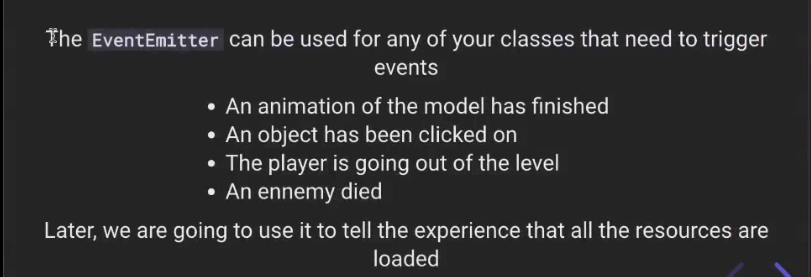 The EventEmitter can be used for any of your classes that need to trigger
events
• An animation of the model has finished
• An object has been clicked on
• The player is going out of the level
• An ennemy died
Later, we are going to use it to tell the experience that all the resources are
loaded